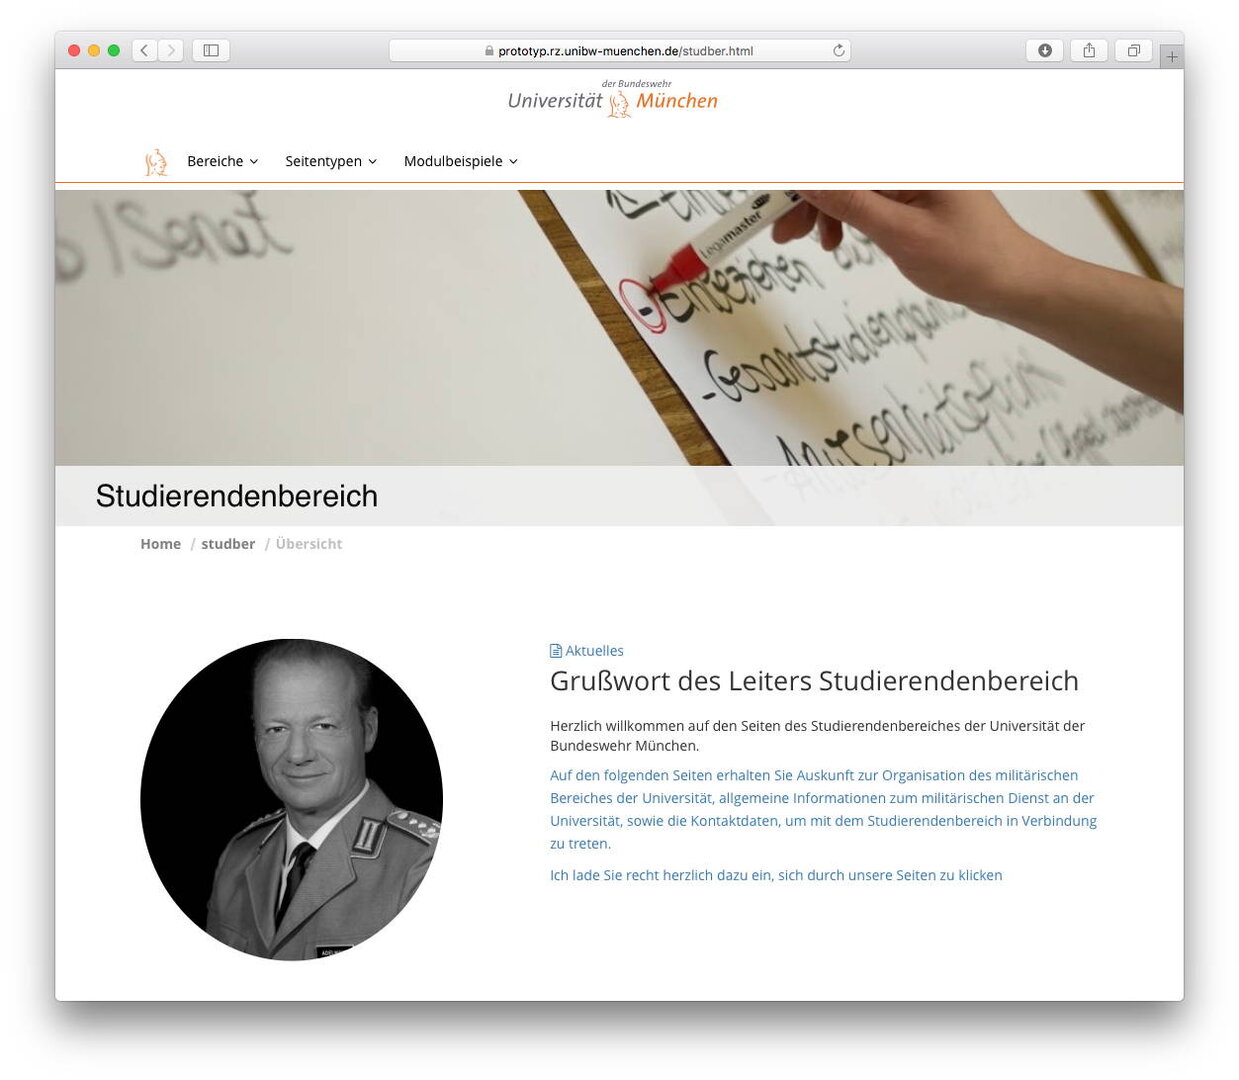 prototyp.rz.unibw-muenchen.de/studber.html
der Bundeswehr
Universität München
Bereiche
Seitentypen
Modulbeispiele
/Senat
Legamaster
- Einbeziehen
- Gesamtstudiengang
Anwesenheitspflicht
Studierendenbereich
Home / studber / Übersicht
Aktuelles
Grußwort des Leiters Studierendenbereich
Herzlich willkommen auf den Seiten des Studierendenbereiches der Universität der
Bundeswehr München.
Auf den folgenden Seiten erhalten Sie Auskunft zur Organisation des militärischen
Bereiches der Universität, allgemeine Informationen zum militärischen Dienst an der
Universität, sowie die Kontaktdaten, um mit dem Studierendenbereich in Verbindung
zu treten.
Ich lade Sie recht herzlich dazu ein, sich durch unsere Seiten zu klicken